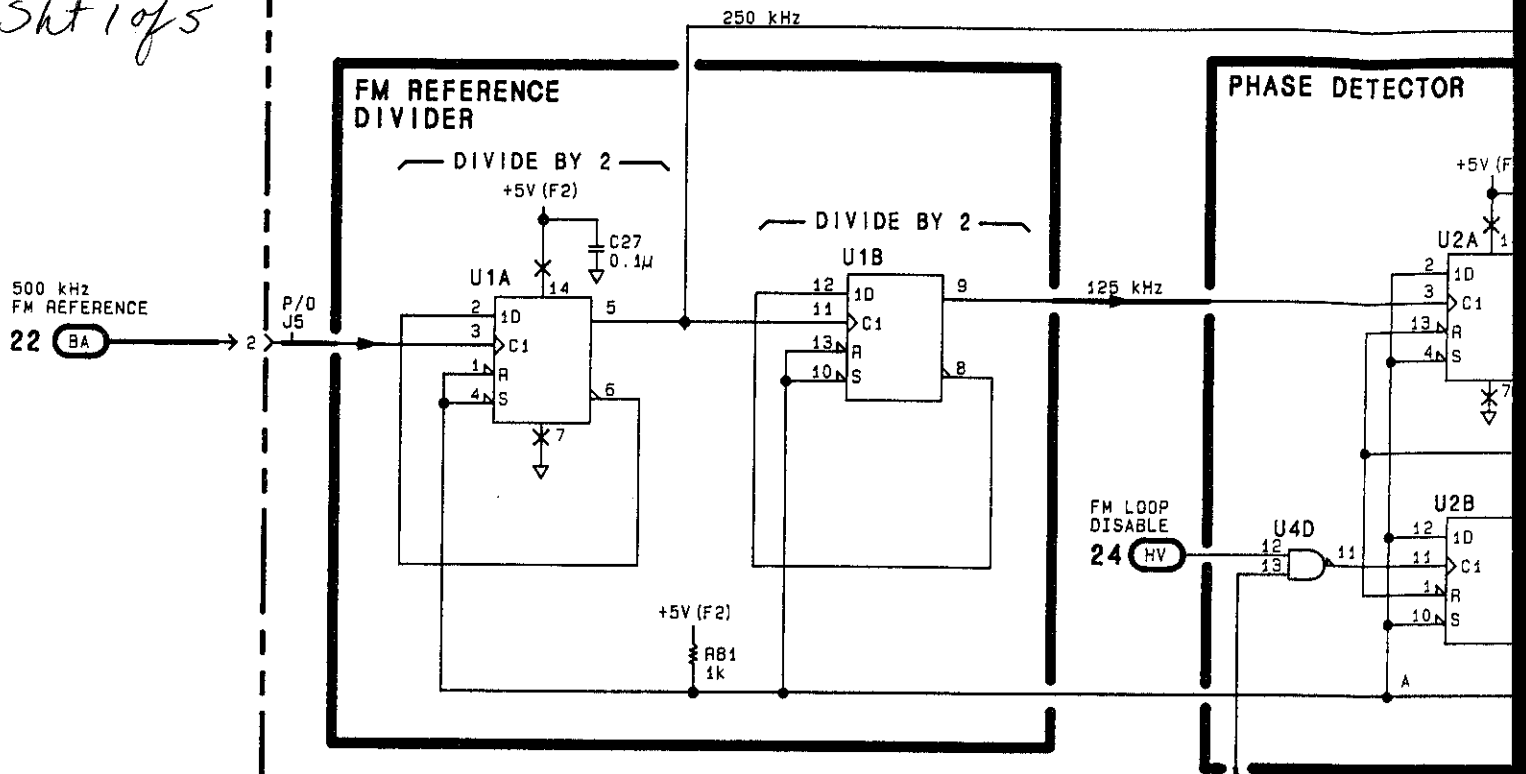 Sht 1 of 5
250 kHz
FM REFERENCE
DIVIDER
DIVIDE BY 2
+5V (F2)
C27
0.1µ
U1A
14
2
1D
3
C1
1
R
4
S
5
6
7
500 kHz
FM REFERENCE
22
BA
2
P/O
J5
DIVIDE BY 2
U1B
12
1D
11
C1
13
R
10
S
9
8
125 kHz
+5V (F2)
R81
1k
PHASE DETECTOR
+5V (F
U2A
2
1D
3
C1
13
R
4
S
7
FM LOOP
DISABLE
24
HV
U4D
12
13
11
U2B
12
1D
11
C1
1
R
10
S
A